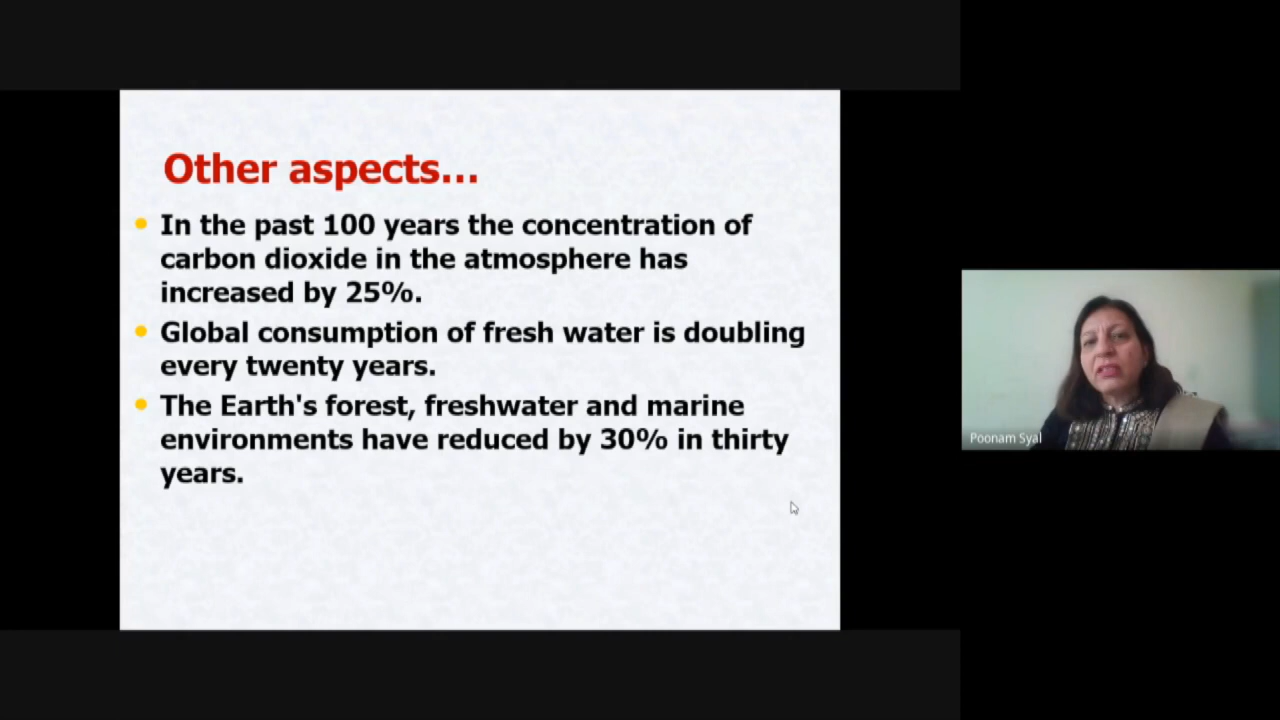 Other aspects...
In the past 100 years the concentration of
carbon dioxide in the atmosphere has
increased by 25%.
Global consumption of fresh water is doubling
every twenty years.
The Earth's forest, freshwater and marine
environments have reduced by 30% in thirty
years.
Poonam Syal